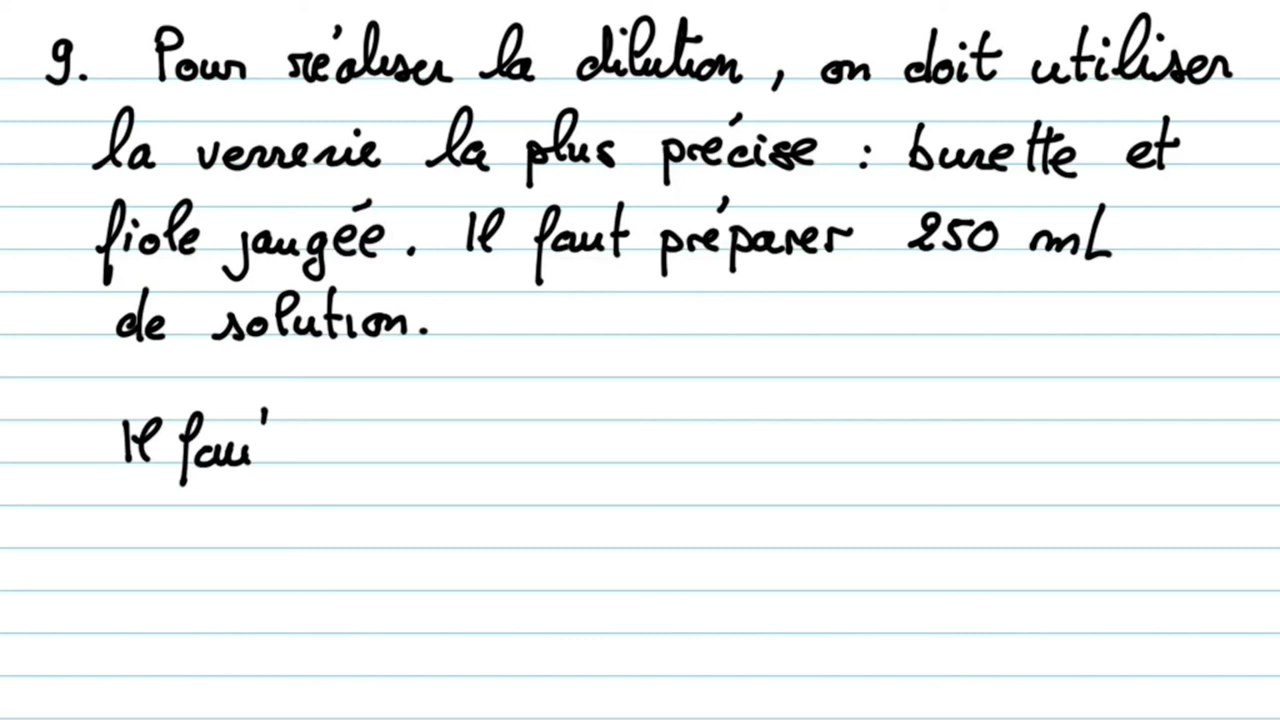 9. Pour réaliser la dilution, on doit utiliser
la verrerie la plus précise : burette et
fiole jaugée. Il faut préparer 250 mL
de solution.
Il fau